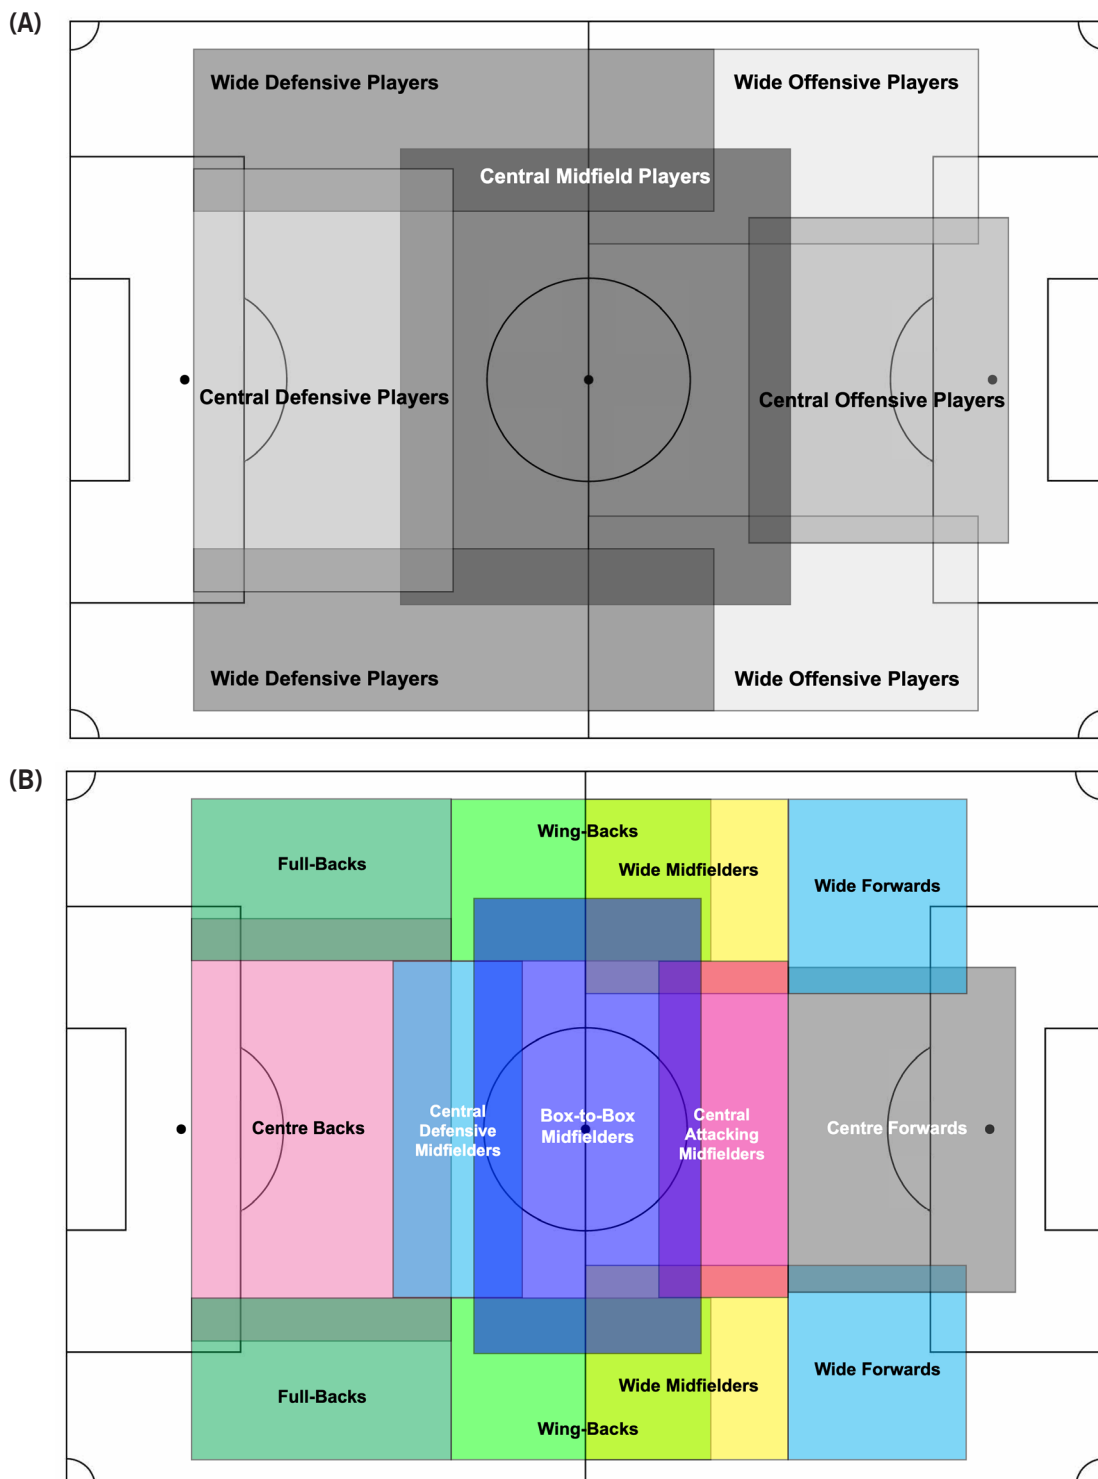 (A)
Wide Defensive Players
Wide Offensive Players
Central Midfield Players
Central Defensive Players
Central Offensive Players
Wide Defensive Players
Wide Offensive Players
(B)
Wing-Backs
Full-Backs
Wide Midfielders
Wide Forwards
Centre Backs
Central
Defensive
Midfielders
Box-to-Box
Midfielders
Central
Attacking
Midfielders
Centre Forwards
Full-Backs
Wide Midfielders
Wide Forwards
Wing-Backs